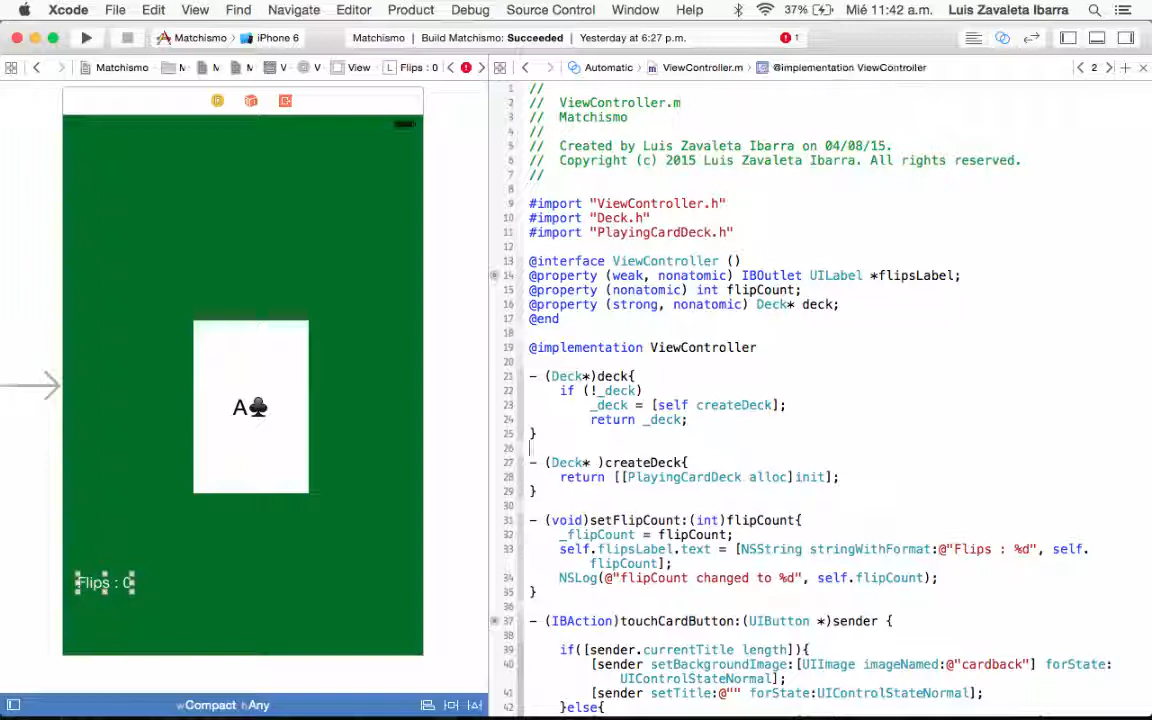 Xcode File Edit View Find Navigate Editor Product Debug Source Control Window Help 37% Mié 11:42 a.m. Luis Zavaleta Ibarra
Matchismo iPhone 6 Matchismo | Build Matchismo: Succeeded | Yesterday at 6:27 p.m. 1
Matchismo M M M V V View L Flips : 0 Automatic ViewController.m @implementation ViewController 2
1 //
2 // ViewController.m
3 // Matchismo
4 //
5 // Created by Luis Zavaleta Ibarra on 04/08/15.
6 // Copyright (c) 2015 Luis Zavaleta Ibarra. All rights reserved.
7 //
8
9 #import "ViewController.h"
10 #import "Deck.h"
11 #import "PlayingCardDeck.h"
12
13 @interface ViewController ()
14 @property (weak, nonatomic) IBOutlet UILabel *flipsLabel;
15 @property (nonatomic) int flipCount;
16 @property (strong, nonatomic) Deck* deck;
17 @end
18
19 @implementation ViewController
20
21 - (Deck*)deck{
22 if (!_deck)
23 _deck = [self createDeck];
24 return _deck;
25 }
26
27 - (Deck* )createDeck{
28 return [[PlayingCardDeck alloc]init];
29 }
30
31 - (void)setFlipCount:(int)flipCount{
32 _flipCount = flipCount;
33 self.flipsLabel.text = [NSString stringWithFormat:@"Flips : %d", self.
flipCount];
34 NSLog(@"flipCount changed to %d", self.flipCount);
35 }
36
37 - (IBAction)touchCardButton:(UIButton *)sender {
38
39 if([sender.currentTitle length]){
40 [sender setBackgroundImage:[UIImage imageNamed:@"cardback"] forState:
UIControlStateNormal];
41 [sender setTitle:@"" forState:UIControlStateNormal];
42 }else{
A♣
Flips : 0
wCompact hAny